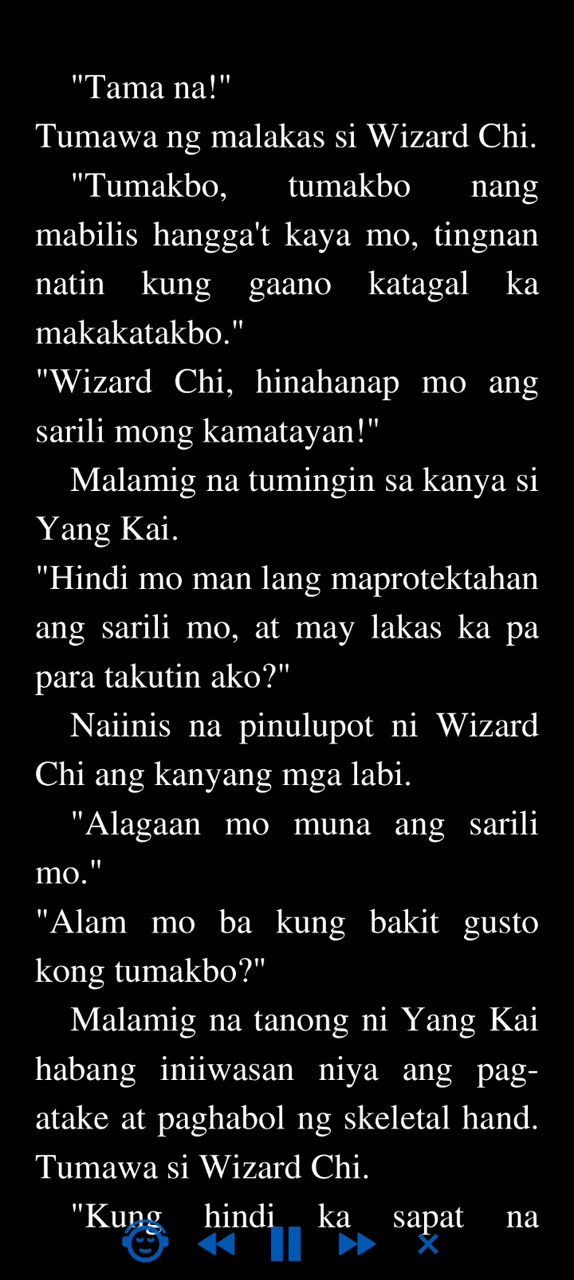 "Tama na!"
Tumawa ng malakas si Wizard Chi.
"Tumakbo, tumakbo nang
mabilis hangga't kaya mo, tingnan
natin kung gaano katagal ka
makakatakbo."
"Wizard Chi, hinahanap mo ang
sarili mong kamatayan!"
Malamig na tumingin sa kanya si
Yang Kai.
"Hindi mo man lang maprotektahan
ang sarili mo, at may lakas ka pa
para takutin ako?"
Naiinis na pinulupot ni Wizard
Chi ang kanyang mga labi.
"Alagaan mo muna ang sarili
mo."
"Alam mo ba kung bakit gusto
kong tumakbo?"
Malamig na tanong ni Yang Kai
habang iniiwasan niya ang pag-
atake at paghabol ng skeletal hand.
Tumawa si Wizard Chi.
"Kung hindi ka sapat na